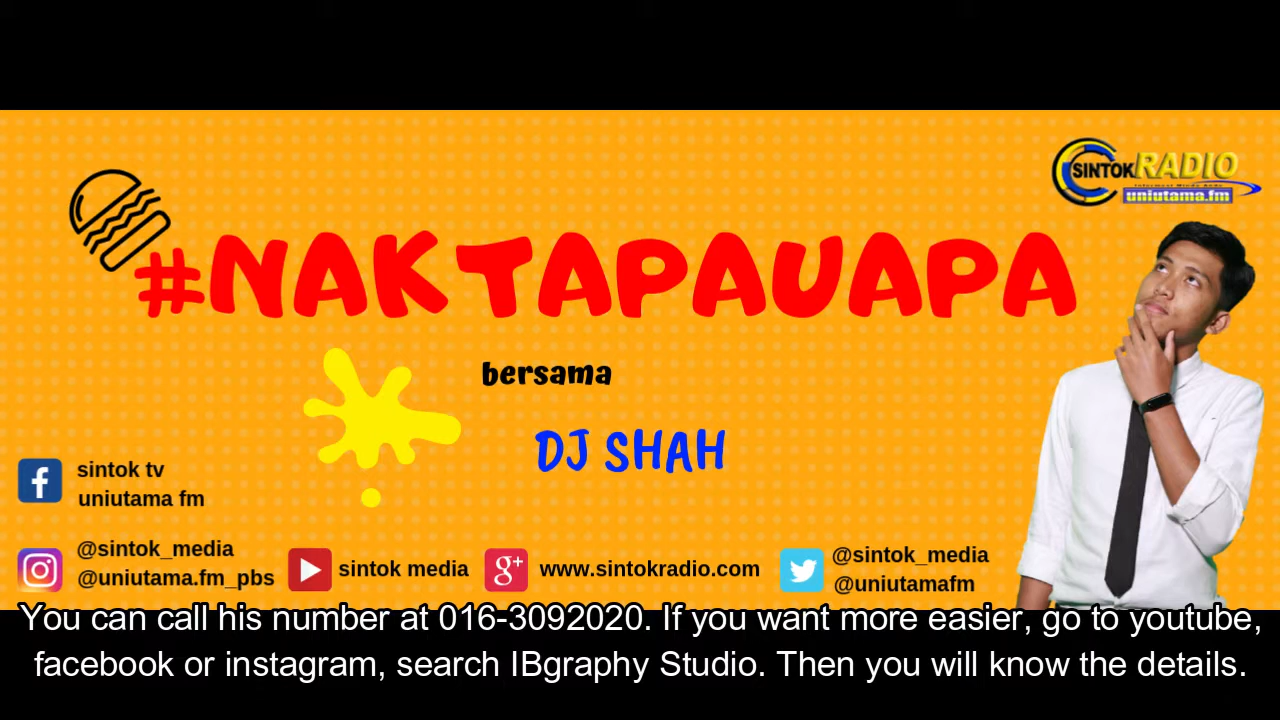 SINTOK RADIO
uniutama.fm
#NAKTAPAUAPA
bersama
DJ SHAH
sintok tv
uniutama fm
@sintok_media
@uniutama.fm_pbs
sintok media
g+
www.sintokradio.com
@sintok_media
@uniutamafm
You can call his number at 016-3092020. If you want more easier, go to youtube,
facebook or instagram, search IBgraphy Studio. Then you will know the details.